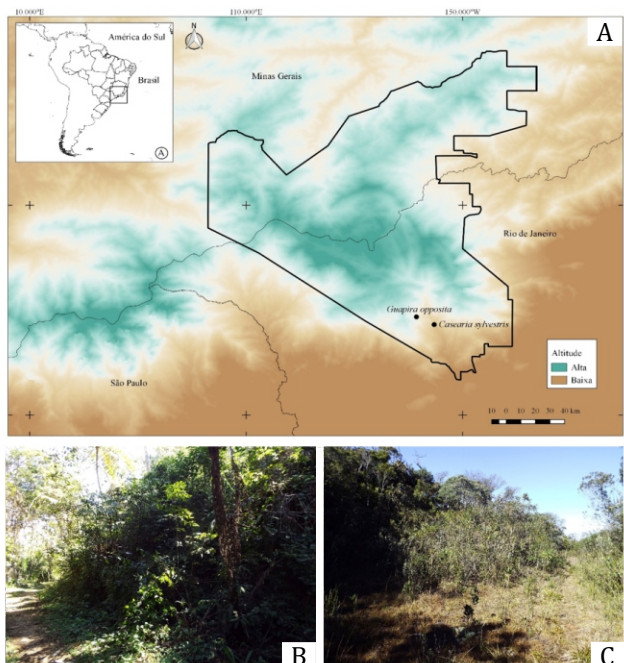 10.000°E
110.000°E
150.000°W
A
N
América do Sul
Brasil
A
Minas Gerais
Rio de Janeiro
Guapira opposita
Casearia sylvestris
São Paulo
Altitude
Alta
Baixa
10 0 10 20 30 40 km
B
C